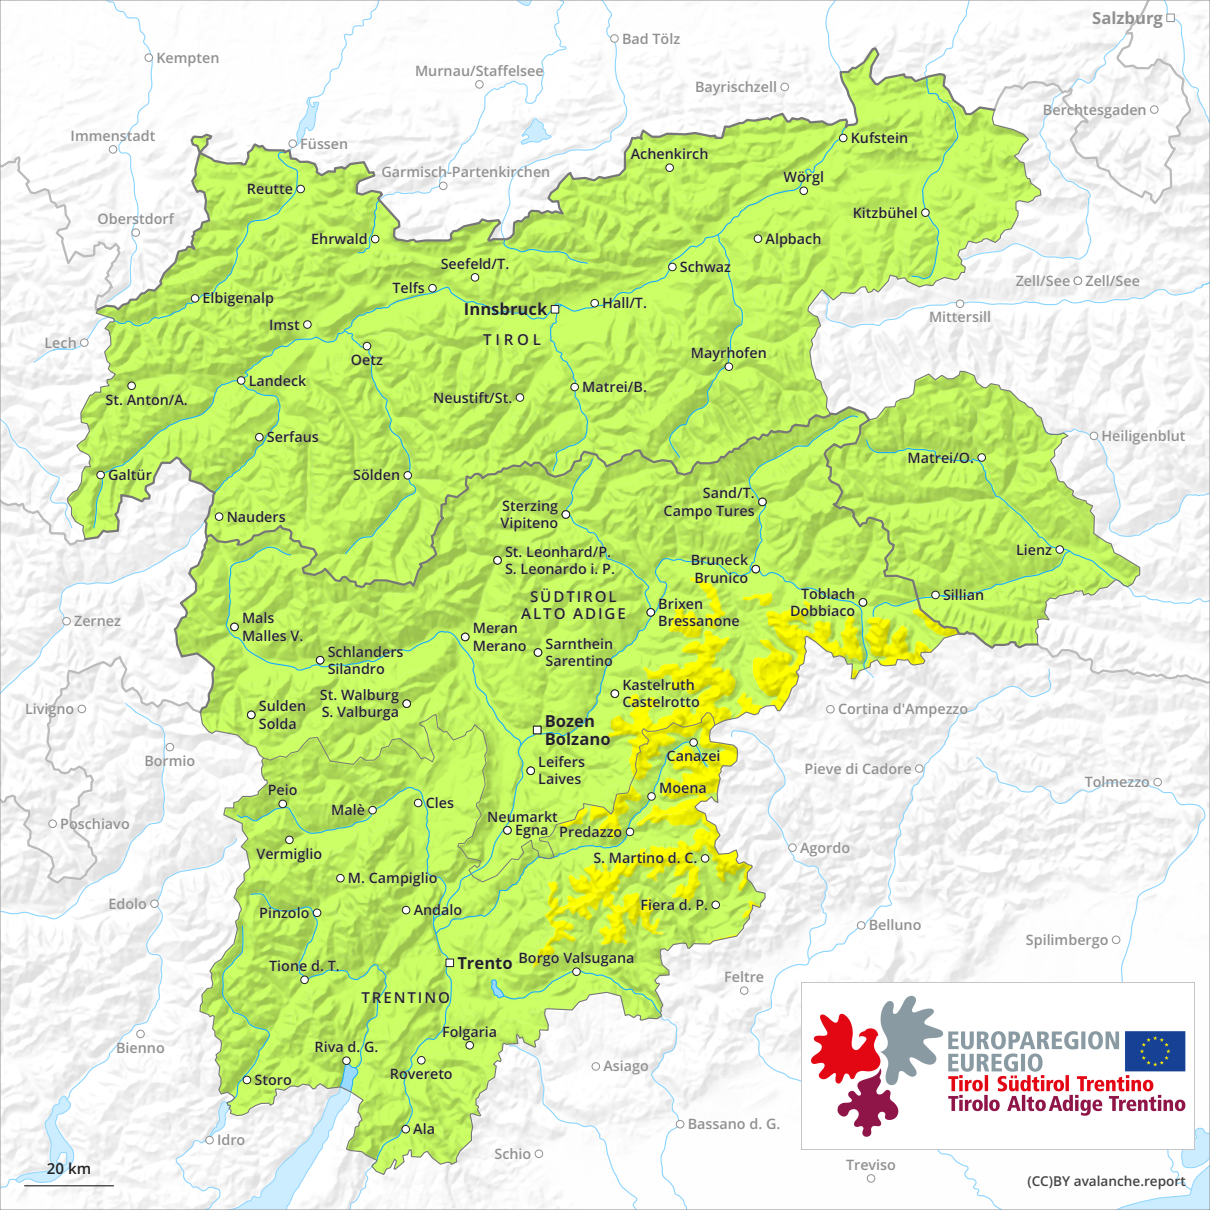 Salzburg
Bad Tölz
Kempten
Murnau/Staffelsee
Bayrischzell
Berchtesgaden
Immenstadt
Füssen
Kufstein
Achenkirch
Garmisch-Partenkirchen
Wörgl
Reutte
Oberstdorf
Kitzbühel
Ehrwald
Alpbach
Seefeld/T.
Schwaz
Zell/See
Zell/See
Telfs
Elbigenalp
Hall/T.
Innsbruck
Mittersill
Imst
TIROL
Lech
Oetz
Mayrhofen
Landeck
Matrei/B.
St. Anton/A.
Neustift/St.
Serfaus
Heiligenblut
Matrei/O.
Galtür
Sölden
Sand/T.
Campo Tures
Sterzing
Vipiteno
Nauders
Lienz
St. Leonhard/P.
S. Leonardo i. P.
Bruneck
Brunico
SÜDTIROL
ALTO ADIGE
Toblach
Dobbiaco
Sillian
Brixen
Bressanone
Zernez
Mals
Malles V.
Meran
Merano
Sarnthein
Sarentino
Schlanders
Silandro
Kastelruth
Castelrotto
St. Walburg
S. Valburga
Sulden
Solda
Livigno
Cortina d'Ampezzo
Bozen
Bolzano
Bormio
Canazei
Leifers
Laives
Pieve di Cadore
Tolmezzo
Peio
Moena
Malè
Cles
Neumarkt
Egna
Predazzo
Poschiavo
Vermiglio
Agordo
S. Martino d. C.
M. Campiglio
Edolo
Pinzolo
Andalo
Fiera d. P.
Belluno
Spilimbergo
Trento
Borgo Valsugana
Tione d. T.
Feltre
TRENTINO
Bienno
Folgaria
Riva d. G.
Rovereto
Asiago
Storo
EUROPAREGION
EUREGIO
Tirol Südtirol Trentino
Tirolo Alto Adige Trentino
Ala
Idro
Bassano d. G.
Schio
Treviso
20 km
(CC)BY avalanche.report